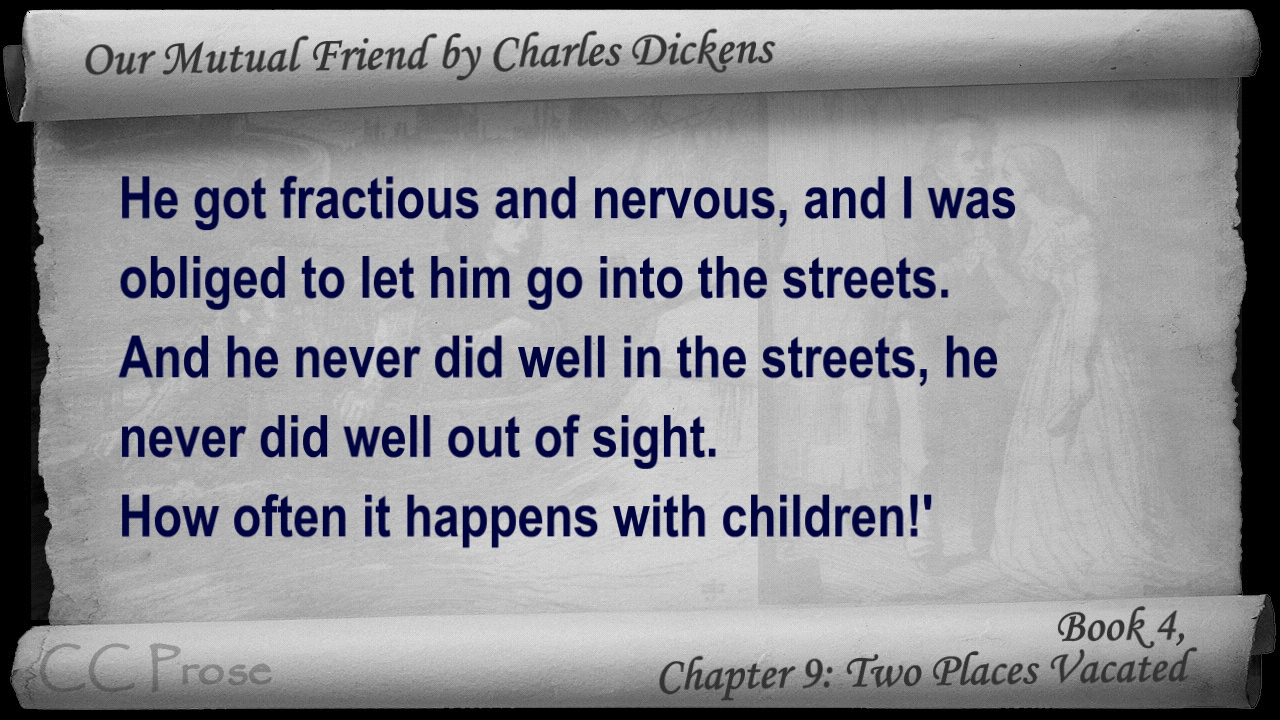 Our Mutual Friend by Charles Dickens
He got fractious and nervous, and I was
obliged to let him go into the streets.
And he never did well in the streets, he
never did well out of sight.
How often it happens with children!'
Book 4,
Chapter 9: Two Places Vacated
CC Prose